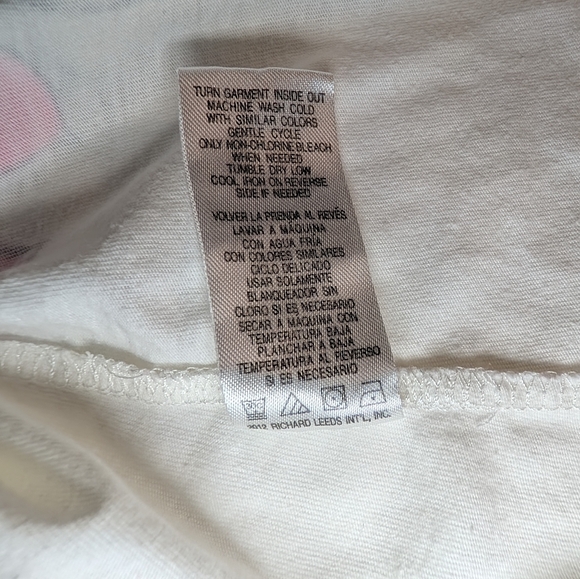 TURN GARMENT INSIDE OUT
MACHINE WASH COLD
WITH SIMILAR COLORS
GENTLE CYCLE
ONLY NON-CHLORINE BLEACH
WHEN NEEDED
TUMBLE DRY LOW
COOL IRON ON REVERSE
SIDE IF NEEDED
VOLVER LA PRENDA AL REVÉS
LAVAR A MÁQUINA
CON AGUA FRÍA
CON COLORES SIMILARES
CICLO DELICADO
USAR SOLAMENTE
BLANQUEADOR SIN
CLORO SI ES NECESARIO
SECAR A MÁQUINA CON
TEMPERATURA BAJA
PLANCHAR A BAJA
TEMPERATURA AL REVERSO
SI ES NECESARIO
2012 RICHARD LEEDS INT'L, INC.